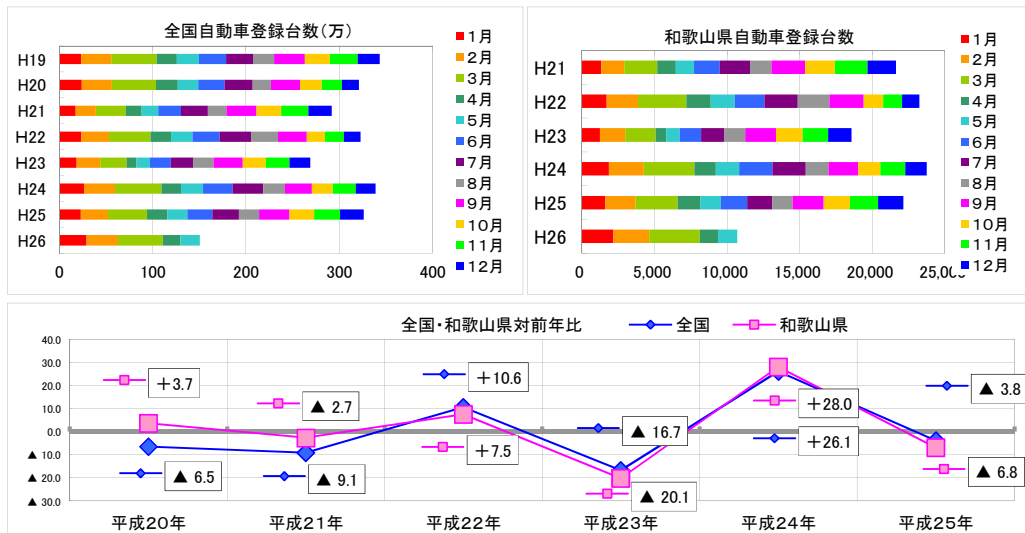 全国自動車登録台数(万)
H19
H20
H21
H22
H23
H24
H25
H26
0
100
200
300
400
1月
2月
3月
4月
5月
6月
7月
8月
9月
10月
11月
12月
和歌山県自動車登録台数
H21
H22
H23
H24
H25
H26
0
5,000
10,000
15,000
20,000
25,000
1月
2月
3月
4月
5月
6月
7月
8月
9月
10月
11月
12月
全国・和歌山県対前年比
全国
和歌山県
40.0
30.0
20.0
10.0
0.0
▲ 10.0
▲ 20.0
▲ 30.0
+3.7
▲ 6.5
▲ 2.7
▲ 9.1
+10.6
+7.5
▲ 16.7
▲ 20.1
+28.0
+26.1
▲ 3.8
▲ 6.8
平成20年
平成21年
平成22年
平成23年
平成24年
平成25年